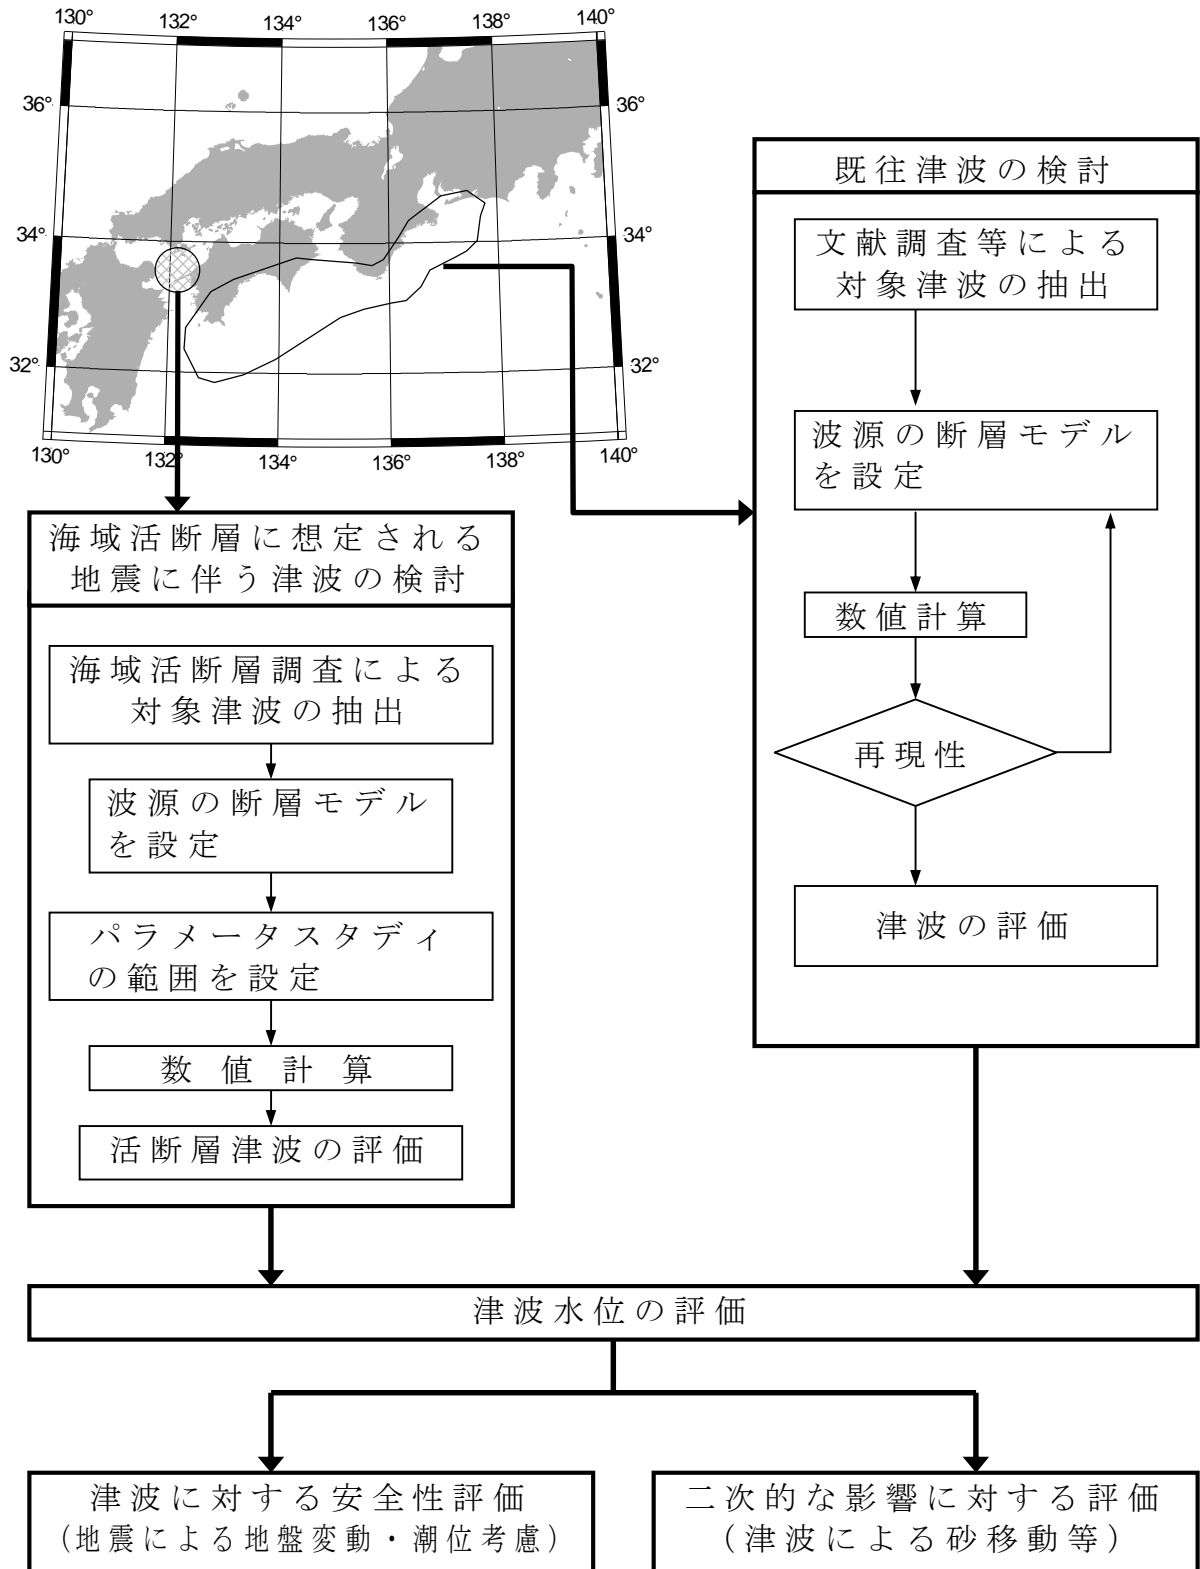 130°
132°
134°
136°
138°
140°
36°
36°
34°
34°
32°
32°
130°
132°
134°
136°
138°
140°
既往津波の検討
文献調査等による
対象津波の抽出
波源の断層モデル
を設定
数値計算
再現性
津波の評価
海域活断層に想定される
地震に伴う津波の検討
海域活断層調査による
対象津波の抽出
波源の断層モデル
を設定
パラメータスタディ
の範囲を設定
数値計算
活断層津波の評価
津波水位の評価
津波に対する安全性評価
(地震による地盤変動・潮位考慮)
二次的な影響に対する評価
(津波による砂移動等)